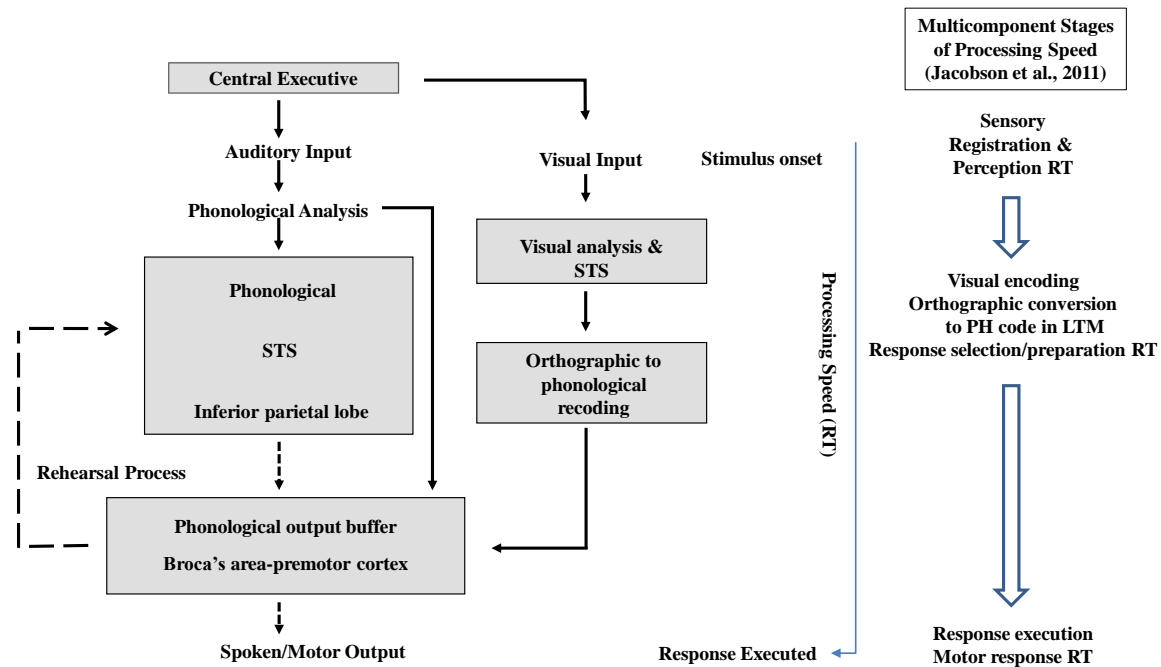 Multicomponent Stages
of Processing Speed
(Jacobson et al., 2011)
Central Executive
Auditory Input
Visual Input
Stimulus onset
Sensory
Registration &
Perception RT
Phonological Analysis
Visual analysis &
STS
Phonological
STS
Inferior parietal lobe
Orthographic to
phonological
recoding
Processing Speed (RT)
Visual encoding
Orthographic conversion
to PH code in LTM
Response selection/preparation RT
Rehearsal Process
Phonological output buffer
Broca's area-premotor cortex
Spoken/Motor Output
Response Executed
Response execution
Motor response RT